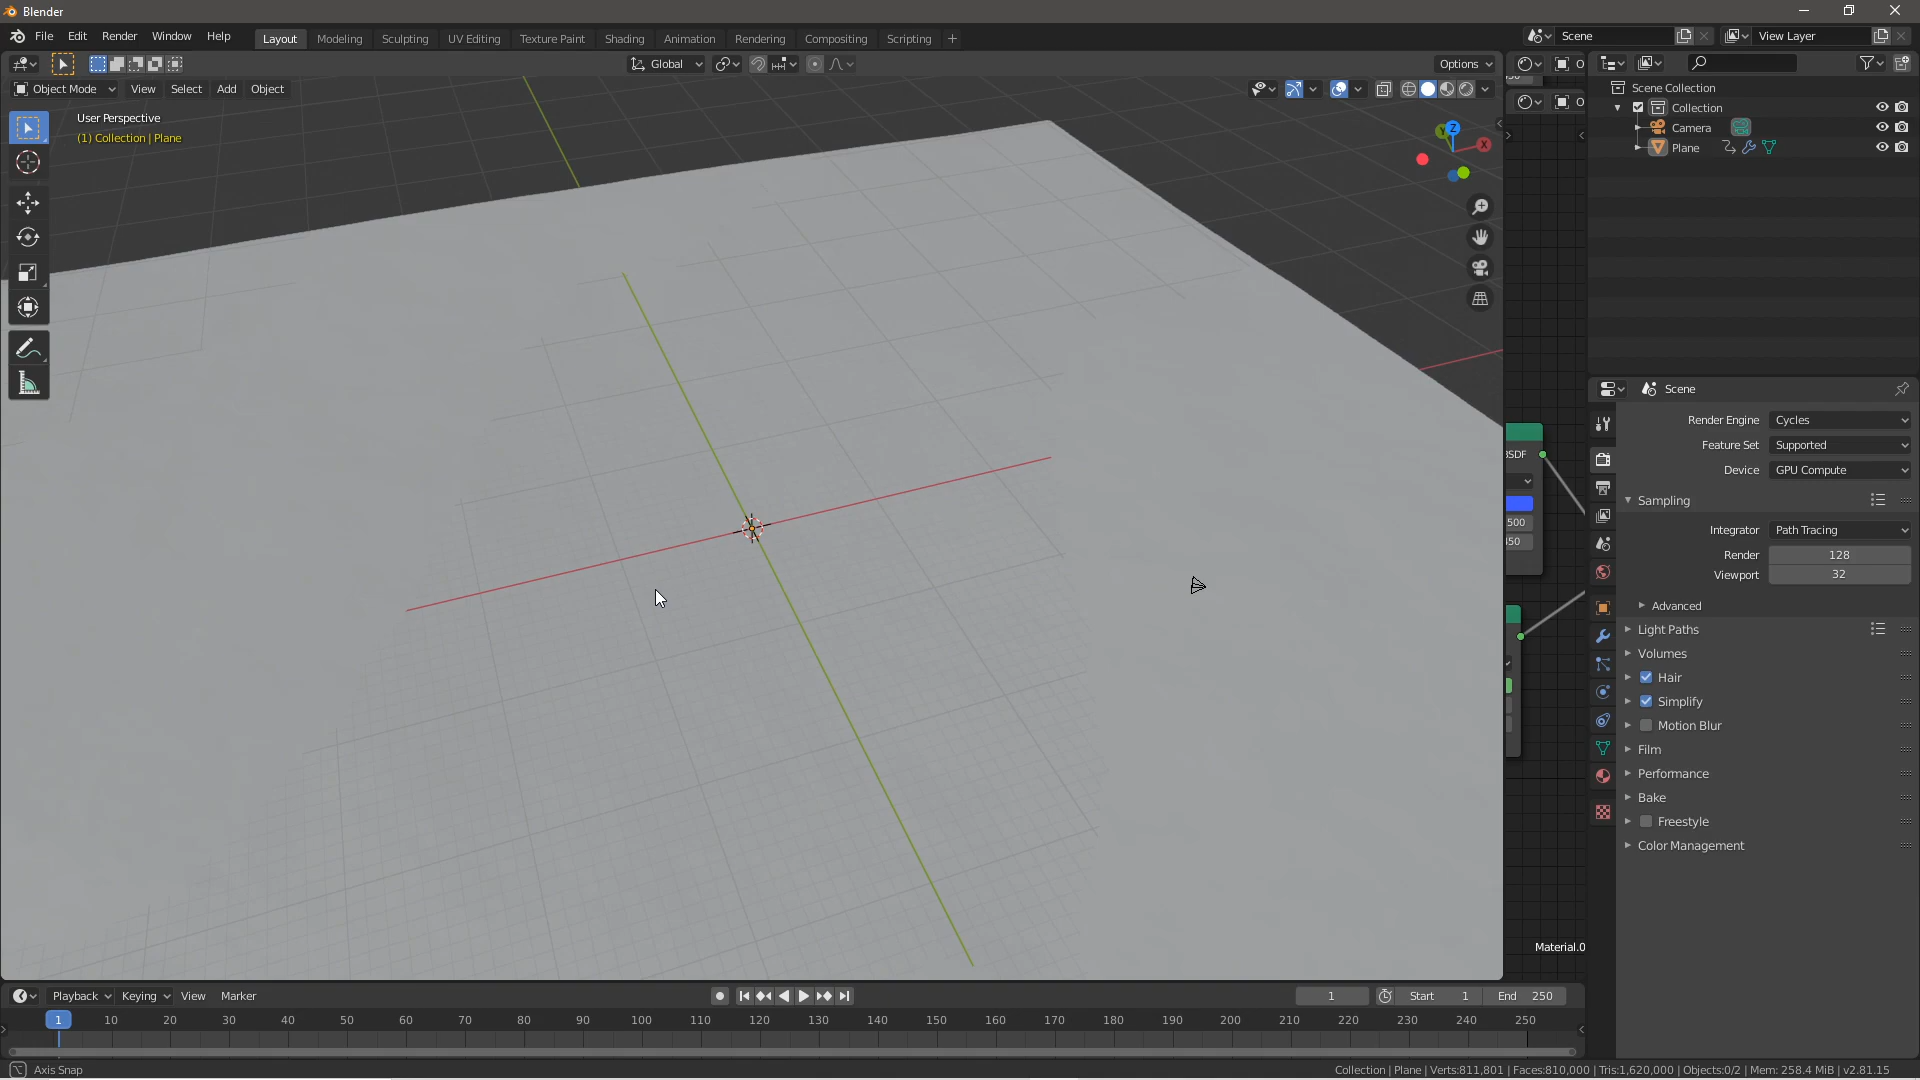 Blender
File Edit Render Window Help Layout Modeling Sculpting UV Editing Texture Paint Shading Animation Rendering Compositing Scripting + Scene View Layer
Global Options
Object Mode View Select Add Object
User Perspective
(1) Collection | Plane
Z
Y
X
Scene Collection
Collection
Camera
Plane
Scene
Render Engine Cycles
Feature Set Supported
Device GPU Compute
Sampling
Integrator Path Tracing
Render 128
Viewport 32
Advanced
Light Paths
Volumes
Hair
Simplify
Motion Blur
Film
Performance
Bake
Freestyle
Color Management
BSDF
500
450
Material.0
Playback Keying View Marker 1 Start 1 End 250
1 10 20 30 40 50 60 70 80 90 100 110 120 130 140 150 160 170 180 190 200 210 220 230 240 250
Axis Snap Collection | Plane | Verts:811,801 | Faces:810,000 | Tris:1,620,000 | Objects:0/2 | Mem: 258.4 MiB | v2.81.15